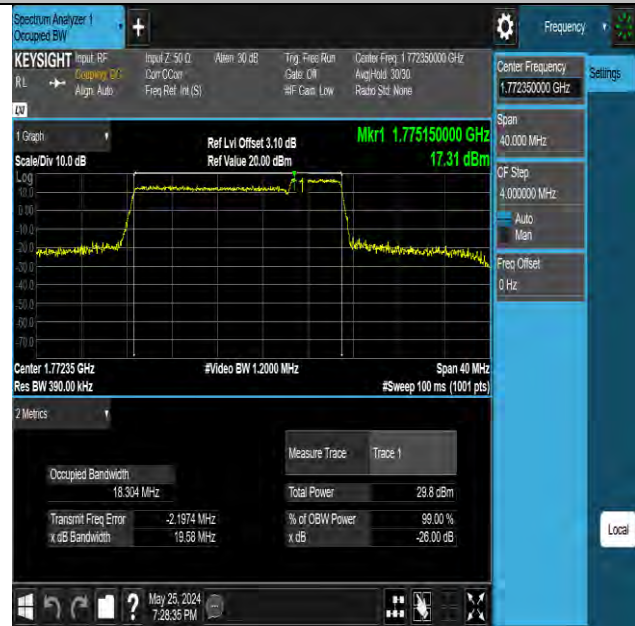 Spectrum Analyzer 1
Occupied BW
+
Frequency
KEYSIGHT
Input: RF
Coupling: DC
Align: Auto
Input Z: 50 Ω
Corr CCorr
Freq Ref: Int (S)
Atten: 30 dB
Trig: Free Run
Gate: Off
#IF Gain: Low
Center Freq: 1.772350000 GHz
Avg|Hold: 30/30
Radio Std: None
RL
LXI
Center Frequency
1.772350000 GHz
Settings
Span
40.000 MHz
CF Step
4.000000 MHz
Auto
Man
Freq Offset
0 Hz
1 Graph
Scale/Div 10.0 dB
Ref Lvl Offset 3.10 dB
Ref Value 20.00 dBm
Mkr1 1.775150000 GHz
17.31 dBm
Log
10.0
0.00
-10.0
-20.0
-30.0
-40.0
-50.0
-60.0
-70.0
1
Center 1.77235 GHz
Res BW 390.00 kHz
#Video BW 1.2000 MHz
Span 40 MHz
#Sweep 100 ms (1001 pts)
2 Metrics
Measure Trace Trace 1
Occupied Bandwidth
18.304 MHz
Total Power 29.8 dBm
Transmit Freq Error -2.1974 MHz
% of OBW Power 99.00 %
x dB Bandwidth 19.58 MHz
x dB -26.00 dB
Local
?
May 25, 2024
7:28:35 PM